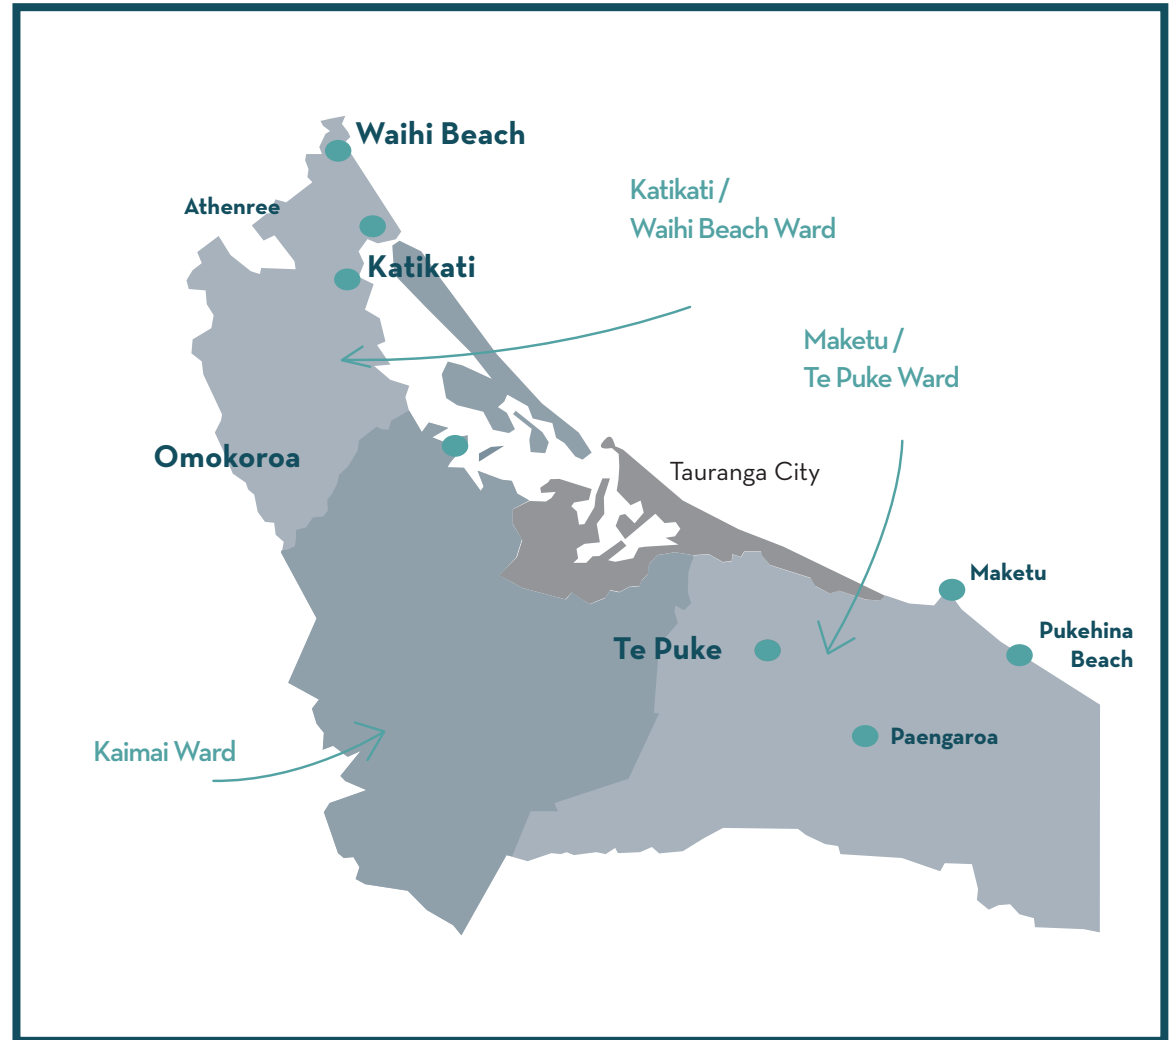 Waihi Beach
Katikati /
Waihi Beach Ward
Athenree
Katikati
Maketu /
Te Puke Ward
Omokoroa
Tauranga City
Maketu
Pukehina
Beach
Te Puke
Paengaroa
Kaimai Ward